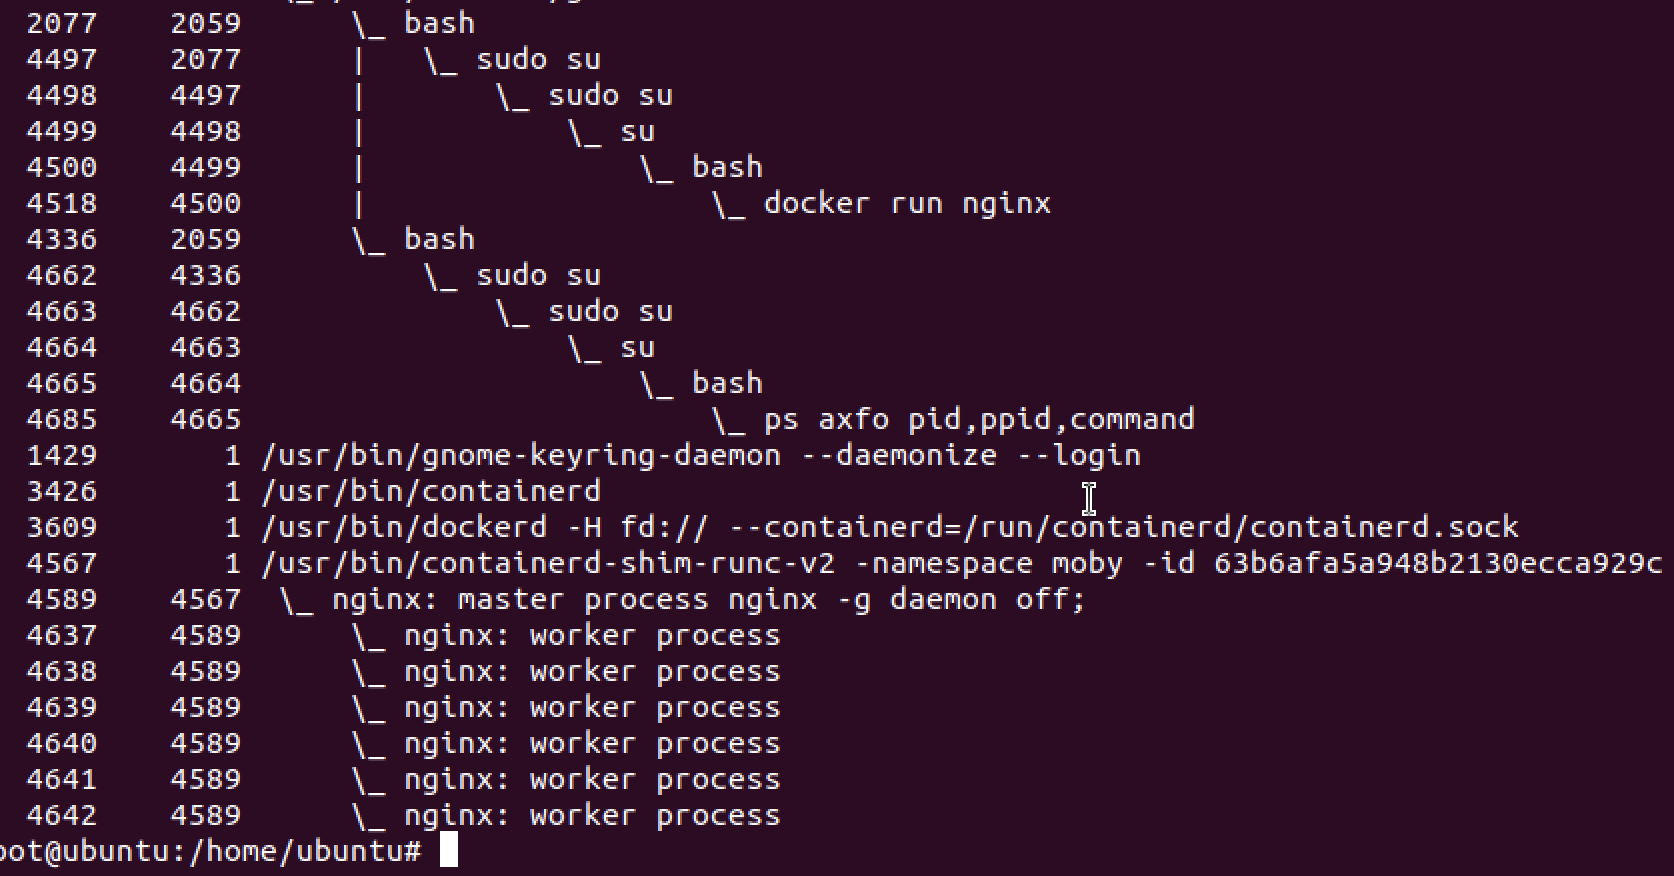 2077    2059      \_ bash
4497    2077      |   \_ sudo su
4498    4497      |       \_ sudo su
4499    4498      |           \_ su
4500    4499      |               \_ bash
4518    4500      |                   \_ docker run nginx
4336    2059      \_ bash
4662    4336          \_ sudo su
4663    4662              \_ sudo su
4664    4663                  \_ su
4665    4664                      \_ bash
4685    4665                          \_ ps axfo pid,ppid,command
1429       1 /usr/bin/gnome-keyring-daemon --daemonize --login
3426       1 /usr/bin/containerd
3609       1 /usr/bin/dockerd -H fd:// --containerd=/run/containerd/containerd.sock
4567       1 /usr/bin/containerd-shim-runc-v2 -namespace moby -id 63b6afa5a948b2130ecca929c
4589    4567  \_ nginx: master process nginx -g daemon off;
4637    4589      \_ nginx: worker process
4638    4589      \_ nginx: worker process
4639    4589      \_ nginx: worker process
4640    4589      \_ nginx: worker process
4641    4589      \_ nginx: worker process
4642    4589      \_ nginx: worker process
oot@ubuntu:/home/ubuntu#